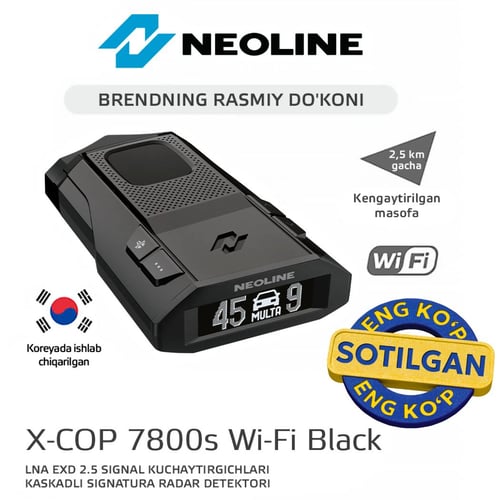 NEOLINE
BRENDNING RASMIY DO'KONI
2,5 km
gacha
Kengaytirilgan
masofa
Wi Fi
NEOLINE
45 MULTA 9
Koreyada ishlab
chiqarilgan
ENG KO'P
SOTILGAN
ENG KO'P
X-COP 7800s Wi-Fi Black
LNA EXD 2.5 SIGNAL KUCHAYTIRGICHLARI
KASKADLI SIGNATURA RADAR DETEKTORI